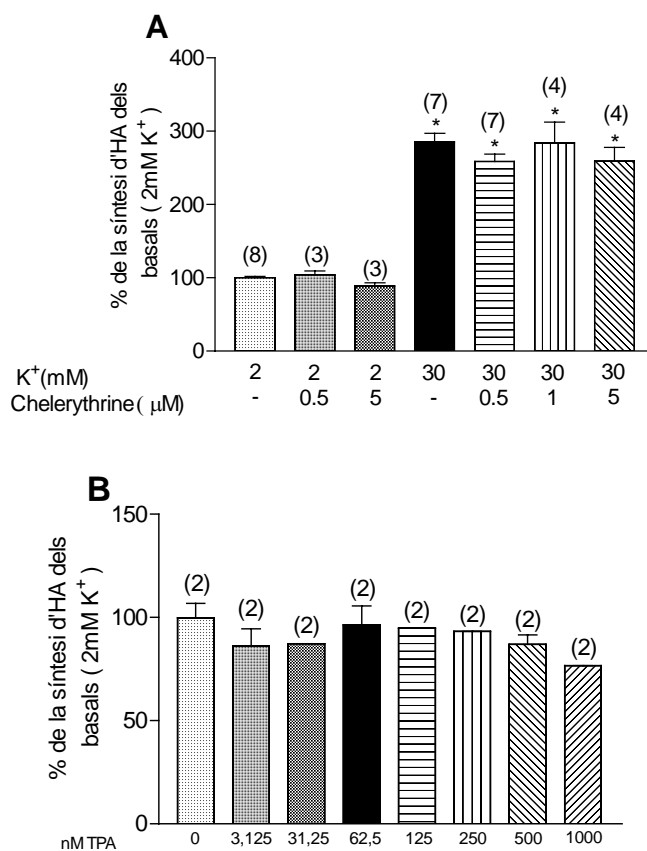 A
% de la síntesi d'HA dels
basals ( 2mM K⁺)
400
300
200
100
0
(8) (3) (3) (7) (7) (4) (4)
* * * *
K⁺(mM) 2 2 2 30 30 30 30
Chelerythrine( μM) - 0.5 5 - 0.5 1 5
B
% de la síntesi d'HA dels
basals ( 2mM K⁺)
150
100
50
0
(2) (2) (2) (2) (2) (2) (2) (2)
nM TPA 0 3,125 31,25 62,5 125 250 500 1000